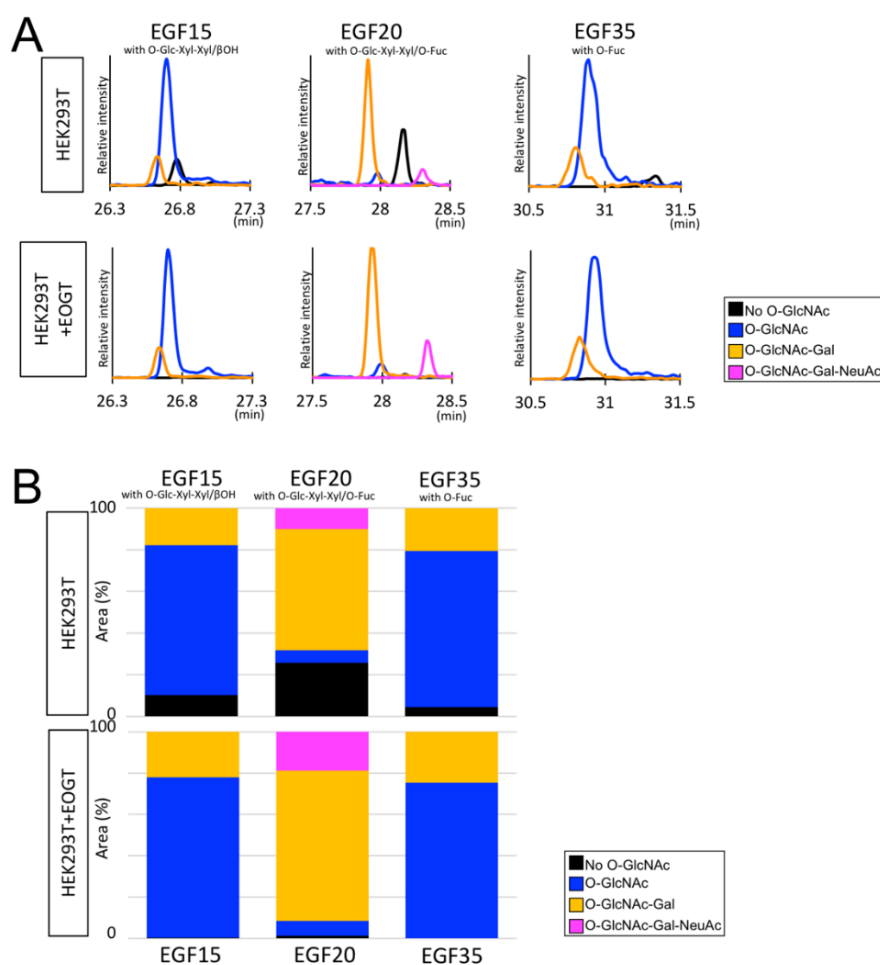 A
EGF15
with O-Glc-Xyl-Xyl/βOH
EGF20
with O-Glc-Xyl-Xyl/O-Fuc
EGF35
with O-Fuc
HEK293T
Relative intensity
26.3 26.8 27.3
(min)
Relative intensity
27.5 28 28.5
(min)
Relative intensity
30.5 31 31.5
(min)
HEK293T
+EOGT
Relative intensity
26.3 26.8 27.3
(min)
Relative intensity
27.5 28 28.5
(min)
Relative intensity
30.5 31 31.5
(min)
No O-GlcNAc
O-GlcNAc
O-GlcNAc-Gal
O-GlcNAc-Gal-NeuAc
B
EGF15
with O-Glc-Xyl-Xyl/βOH
EGF20
with O-Glc-Xyl-Xyl/O-Fuc
EGF35
with O-Fuc
HEK293T
Area (%)
100
0
HEK293T+EOGT
Area (%)
100
0
EGF15 EGF20 EGF35
No O-GlcNAc
O-GlcNAc
O-GlcNAc-Gal
O-GlcNAc-Gal-NeuAc